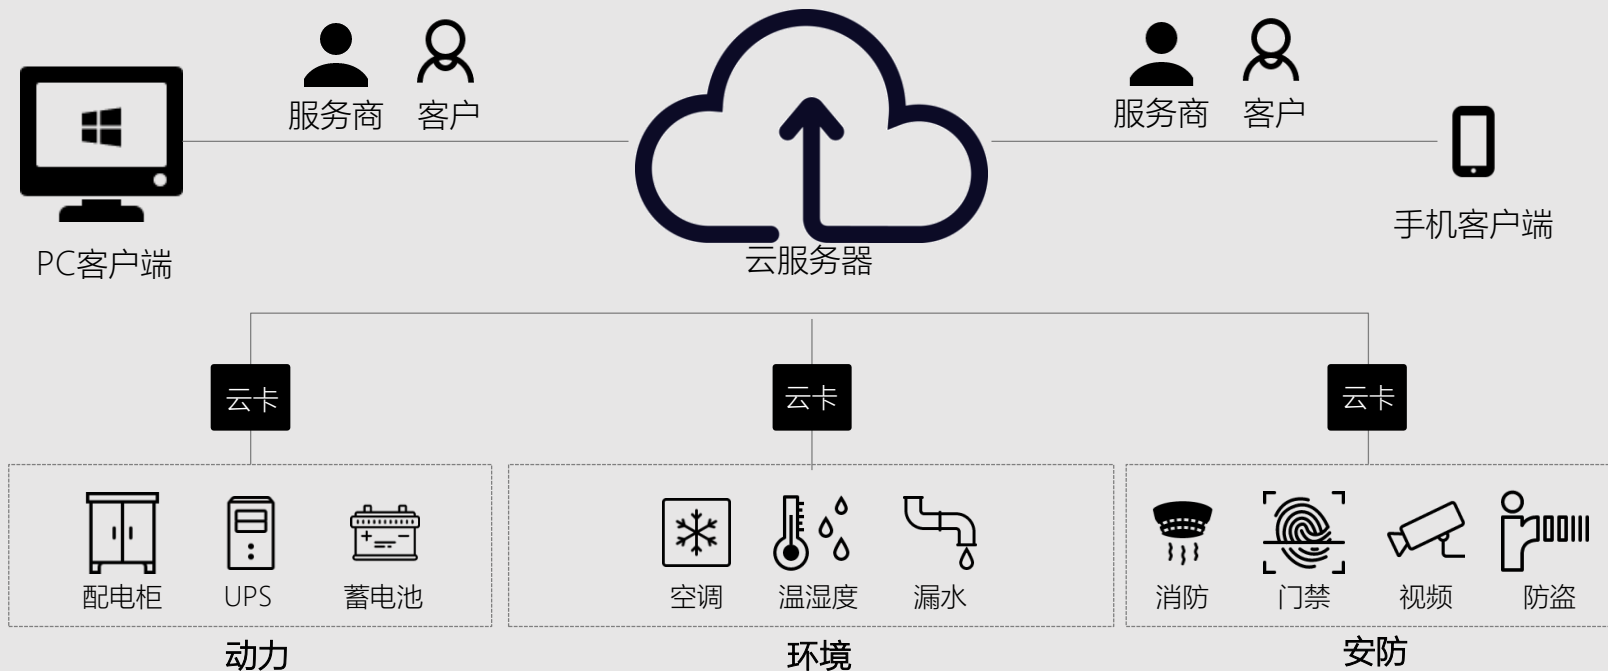 服务商 客户
服务商 客户
PC客户端
云服务器
手机客户端
云卡
云卡
云卡
配电柜 UPS 蓄电池
空调 温湿度 漏水
消防 门禁 视频 防盗
动力
环境
安防